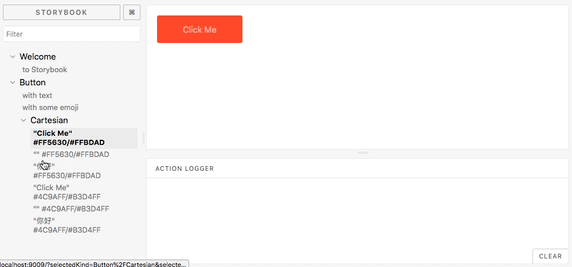 STORYBOOK
⌘
Filter
Welcome
to Storybook
Button
with text
with some emoji
Cartesian
"Click Me"
#FF5630/#FFBDAD
"" #FF5630/#FFBDAD
#FF5630/#FFBDAD
"Click Me"
#4C9AFF/#B3D4FF
"" #4C9AFF/#B3D4FF
"你好"
#4C9AFF/#B3D4FF
Click Me
ACTION LOGGER
CLEAR
localhost:9009/?selectedKind=Button%2FCartesian&selecte...